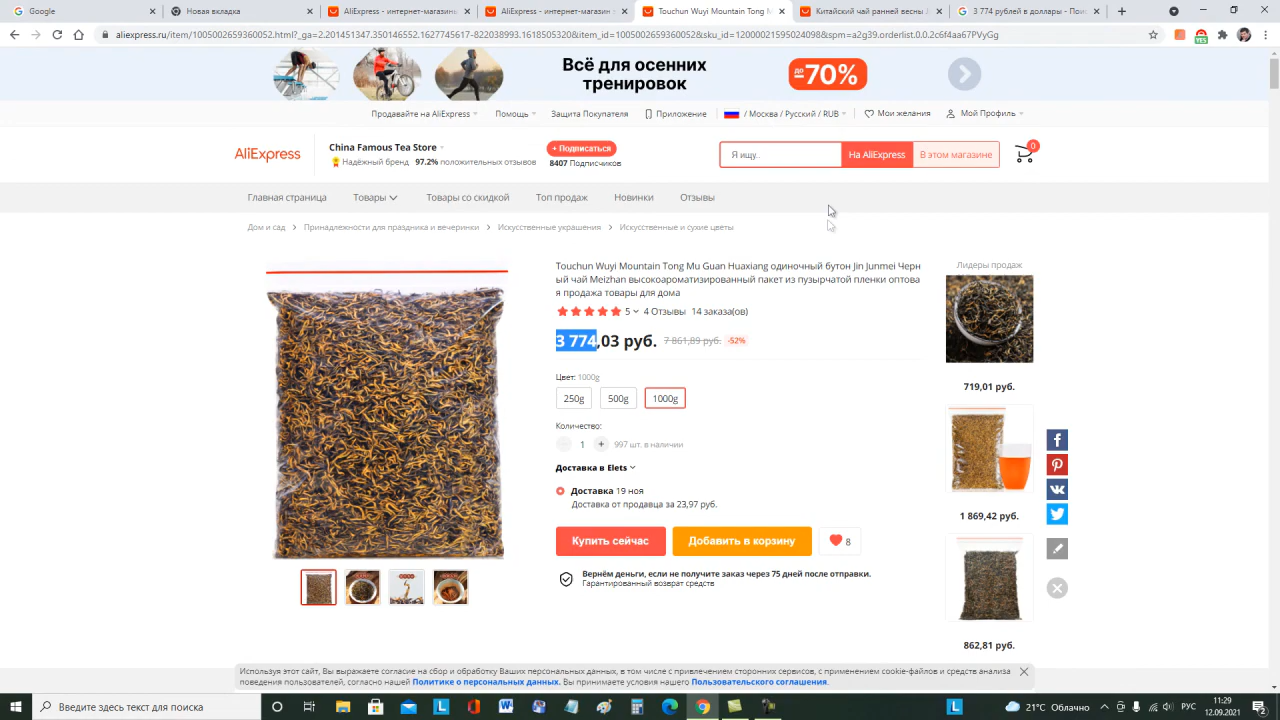 Google
Новая вкладка
AliExpress - интернет-магазин
AliExpress - интернет-магазин
Touchun Wuyi Mountain Tong M
Китайский чай ранней весны
3 774 рублей в доллары - Пои
aliexpress.ru/item/1005002659360052.html?_ga=2.201451347.250156552.1627745617-822038993.1618505320&item_id=1005002659360052&sku_id=12000021595024098&spm=a2g39.orderlist.0.0.2c6f4aa67PVyGg
YES
Всё для осенних
тренировок
до -70%
Продавайте на AliExpress
Помощь
Защита Покупателя
Приложение
/ Москва / Русский / RUB
Мои желания
Мой Профиль
AliExpress
China Famous Tea Store
Надёжный бренд 97.2% положительных отзывов
+ Подписаться
8407 Подписчиков
Я ищу..
На AliExpress
В этом магазине
0
Главная страница
Товары
Товары со скидкой
Топ продаж
Новинки
Отзывы
Дом и сад > Принадлежности для праздника и вечеринки > Искусственные украшения > Искусственные и сухие цветы
Touchun Wuyi Mountain Tong Mu Guan Huaxiang одиночный бутон Jin Junmei Черн
ый чай Meizhan высокоароматизированный пакет из пузырчатой пленки оптова
я продажа товары для дома
5 4 Отзывы 14 заказа(ов)
3 774,03 руб. 7 861,89 руб. -52%
Цвет: 1000g
250g
500g
1000g
Количество:
1 + 997 шт. в наличии
Доставка в Elets
Доставка 19 ноя
Доставка от продавца за 23,97 руб.
Купить сейчас
Добавить в корзину
8
Вернём деньги, если не получите заказ через 75 дней после отправки.
Гарантированный возврат средств
Лидеры продаж
719,01 руб.
1 869,42 руб.
862,81 руб.
Используя этот сайт, Вы выражаете согласие на сбор и обработку Ваших персональных данных, в том числе с привлечением сторонних сервисов, с применением cookie-файлов и средств анализа
поведения пользователей, согласно нашей Политике о персональных данных. Вы принимаете условия нашего Пользовательского соглашения.
Введите здесь текст для поиска
21°C Облачно
11:29
12.09.2021